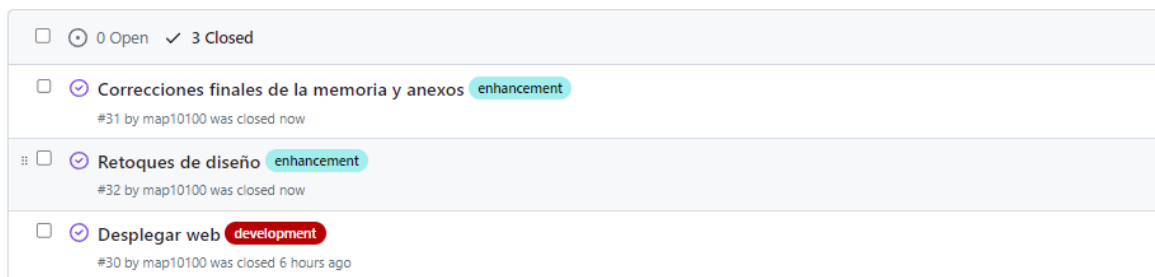 0 Open 3 Closed
Correcciones finales de la memoria y anexos enhancement
#31 by map10100 was closed now
Retoques de diseño enhancement
#32 by map10100 was closed now
Desplegar web development
#30 by map10100 was closed 6 hours ago